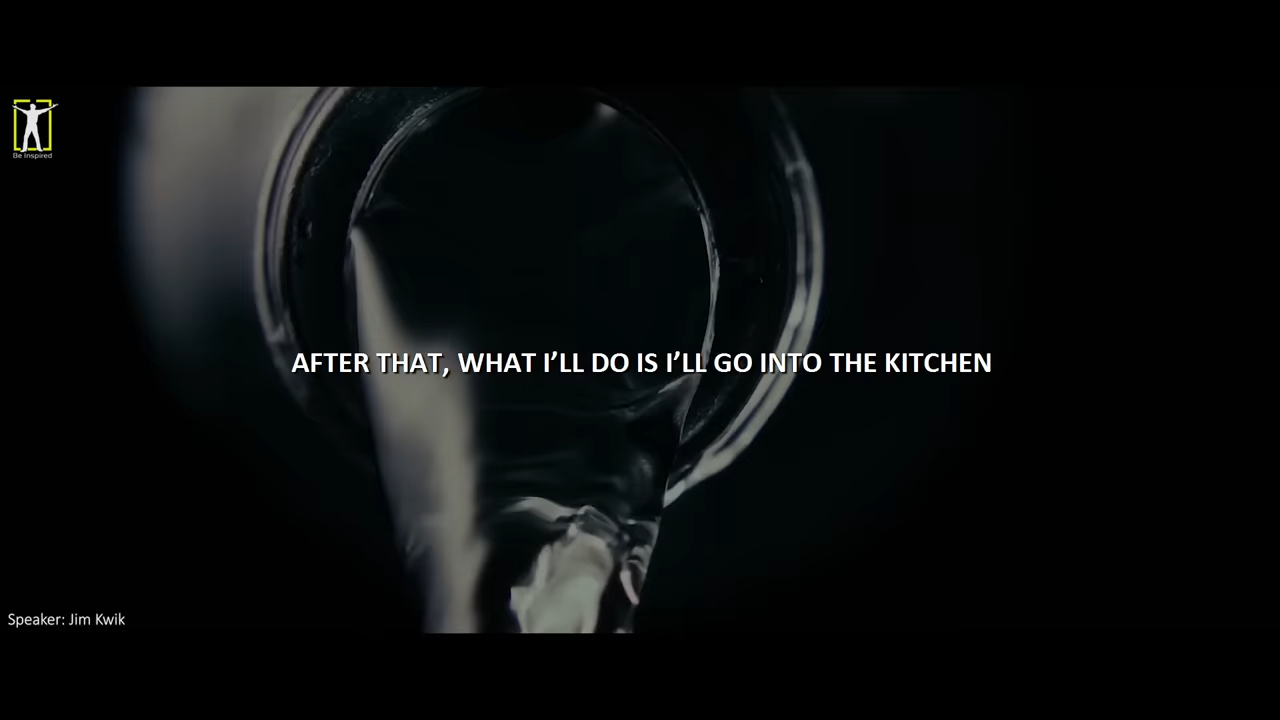 Be Inspired
AFTER THAT, WHAT I’LL DO IS I’LL GO INTO THE KITCHEN
Speaker: Jim Kwik